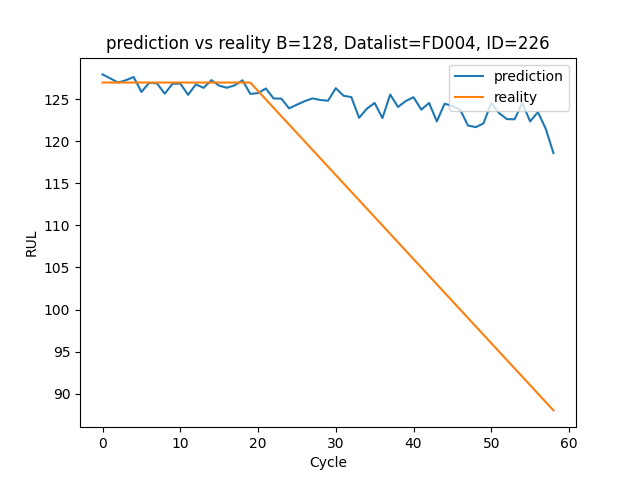 prediction vs reality B=128, Datalist=FD004, ID=226
prediction
reality
125
120
115
110
105
100
95
90
RUL
0 10 20 30 40 50 60
Cycle